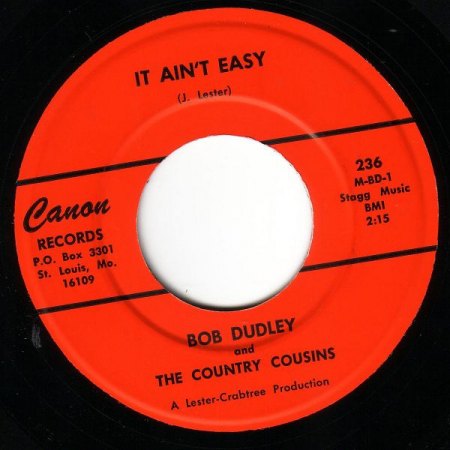 IT AIN'T EASY
(J. Lester)
236
M-BD-1
Stagg Music
BMI
2:15
Canon
RECORDS
P.O. Box 3301
St. Louis, Mo.
16109
BOB DUDLEY
and
THE COUNTRY COUSINS
A Lester-Crabtree Production